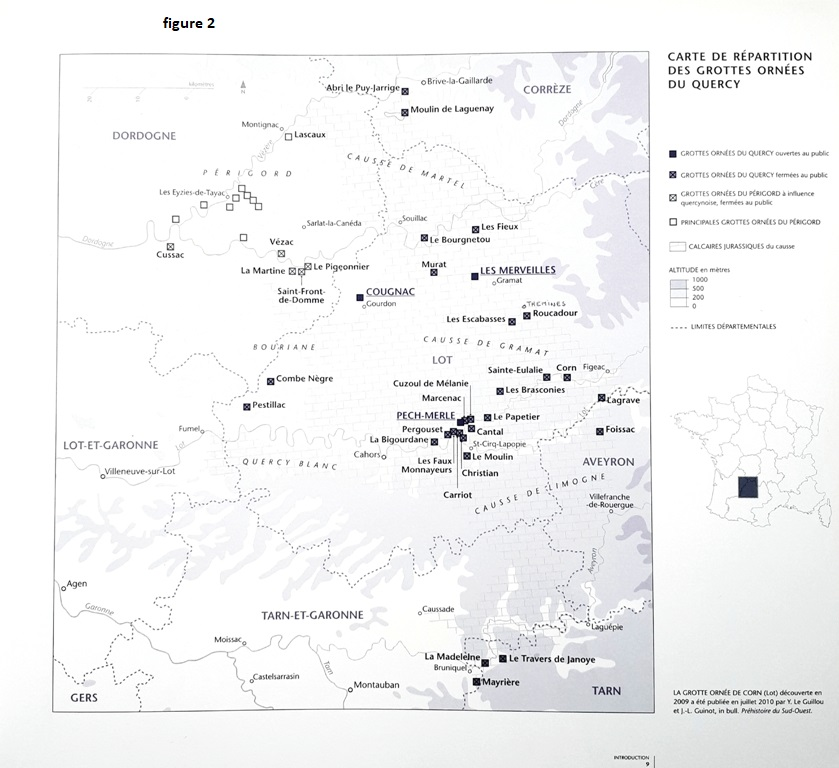 figure 2
CARTE DE RÉPARTITION
DES GROTTES ORNÉES
DU QUERCY
GROTTES ORNÉES DU QUERCY ouvertes au public
GROTTES ORNÉES DU QUERCY fermées au public
GROTTES ORNÉES DU PÉRIGORD à influence
quercynoise, fermées au public
PRINCIPALES GROTTES ORNÉES DU PÉRIGORD
CALCAIRES JURASSIQUES du causse
ALTITUDE en mètres
1000
500
200
0
LIMITES DÉPARTEMENTALES
kilomètres
N
Abri le Puy-Jarrige
Brive-la-Gaillarde
CORRÈZE
Moulin de Laguenay
Dordogne
DORDOGNE
Montignac
Lascaux
Vézère
PÉRIGORD
CAUSSE DE MARTEL
Cère
Les Eyzies-de-Tayac
Sarlat-la-Canéda
Souillac
Les Fieux
Le Bourgnetou
Dordogne
Cussac
Vézac
La Martine
Le Pigeonnier
Saint-Front-
de-Domme
Murat
LES MERVEILLES
Gramat
COUGNAC
Gourdon
THEMINES
Roucadour
Les Escabasses
BOURIANE
CAUSSE DE GRAMAT
LOT
Sainte-Eulalie
Corn
Figeac
Combe Nègre
Cuzoul de Mélanie
Les Brasconies
Marcenac
Lagrave
Pestillac
PECH-MERLE
Le Papetier
Lot
Fumel
Pergouset
Cantal
Foissac
La Bigourdane
St-Cirq-Lapopie
LOT-ET-GARONNE
Lot
Cahors
Le Moulin
QUERCY BLANC
Les Faux
Monnayeurs
Christian
AVEYRON
Villeneuve-sur-Lot
Carriot
CAUSSE DE LIMOGNE
Villefranche
-de-Rouergue
Aveyron
Agen
Garonne
TARN-ET-GARONNE
Caussade
Laguépie
Moissac
La Madeleine
Le Travers de Janoye
Bruniquel
Tarn
Castelsarrasin
Montauban
Mayrière
GERS
TARN
LA GROTTE ORNÉE DE CORN (Lot) découverte en
2009 a été publiée en juillet 2010 par Y. Le Guillou
et J.-L. Guinot, in bull. Préhistoire du Sud-Ouest.
INTRODUCTION
9